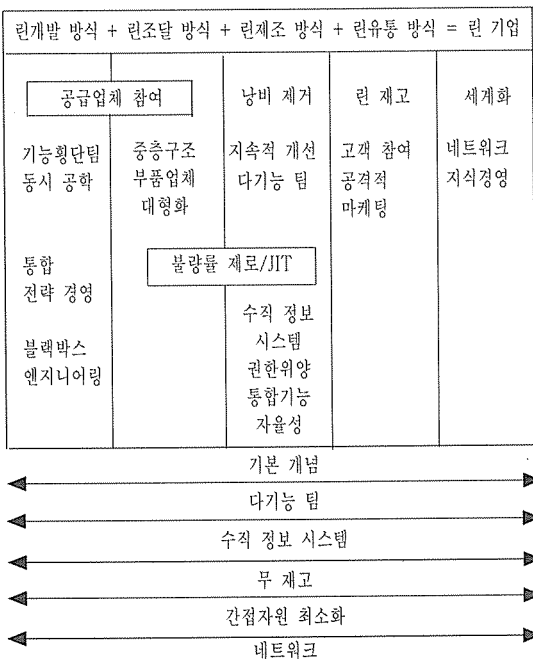 린개발 방식 + 린조달 방식 + 린제조 방식 + 린유통 방식 = 린 기업
공급업체 참여
낭비 제거
린 재고
세계화
기능횡단팀
동시 공학
중층구조
부품업체
대형화
지속적 개선
다기능 팀
고객 참여
공격적
마케팅
네트워크
지식경영
통합
전략 경영
불량률 제로/JIT
블랙박스
엔지니어링
수직 정보
시스템
권한위양
통합기능
자율성
기본 개념
다기능 팀
수직 정보 시스템
무 재고
간접자원 최소화
네트워크